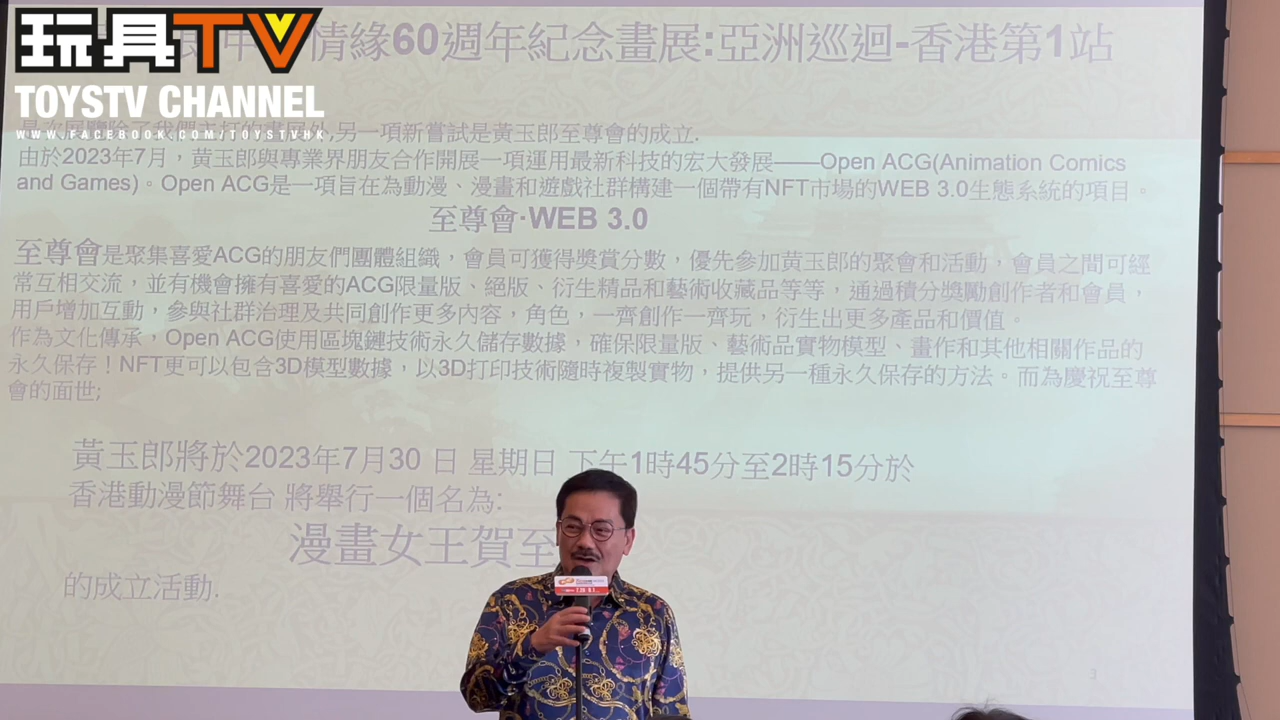 玩具TV
TOYSTV CHANNEL
WWW.FACEBOOK.COM/TOYSTVHK
情緣60週年紀念畫展:亞洲巡迴-香港第1站
另一項新嘗試是黃玉郎至尊會的成立.
由於2023年7月，黃玉郎與專業界朋友合作開展一項運用最新科技的宏大發展——Open ACG(Animation Comics
and Games)。Open ACG是一項旨在為動漫、漫畫和遊戲社群構建一個帶有NFT市場的WEB 3.0生態系統的項目。
至尊會·WEB 3.0
至尊會是聚集喜愛ACG的朋友們團體組織，會員可獲得獎賞分數，優先參加黃玉郎的聚會和活動，會員之間可經
常互相交流，並有機會擁有喜愛的ACG限量版、絕版、衍生精品和藝術收藏品等等，通過積分獎勵創作者和會員，
用戶增加互動，參與社群治理及共同創作更多內容，角色，一齊創作一齊玩，衍生出更多產品和價值。
作為文化傳承，Open ACG使用區塊鏈技術永久儲存數據，確保限量版、藝術品實物模型、畫作和其他相關作品的
永久保存！NFT更可以包含3D模型數據，以3D打印技術隨時複製實物，提供另一種永久保存的方法。而為慶祝至尊
會的面世;
黃玉郎將於2023年7月30 日 星期日 下午1時45分至2時15分於
香港動漫節舞台 將舉行一個名為:
漫畫女王賀至
的成立活動.